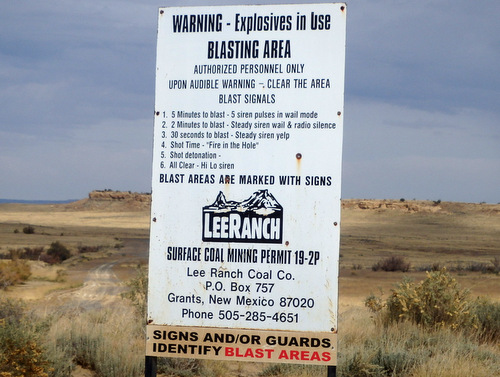 WARNING - Explosives in Use
BLASTING AREA
AUTHORIZED PERSONNEL ONLY
UPON AUDIBLE WARNING - CLEAR THE AREA
BLAST SIGNALS
1. 5 Minutes to blast - 5 siren pulses in wail mode
2. 2 Minutes to blast - Steady siren wail & radio silence
3. 30 seconds to blast - Steady siren yelp
4. Shot Time - "Fire in the Hole"
5. Shot detonation -
6. All Clear - Hi Lo siren
BLAST AREAS ARE MARKED WITH SIGNS
LEE RANCH
SURFACE COAL MINING PERMIT 19-2P
Lee Ranch Coal Co.
P.O. Box 757
Grants, New Mexico 87020
Phone 505-285-4651
SIGNS AND/OR GUARDS
IDENTIFY BLAST AREAS